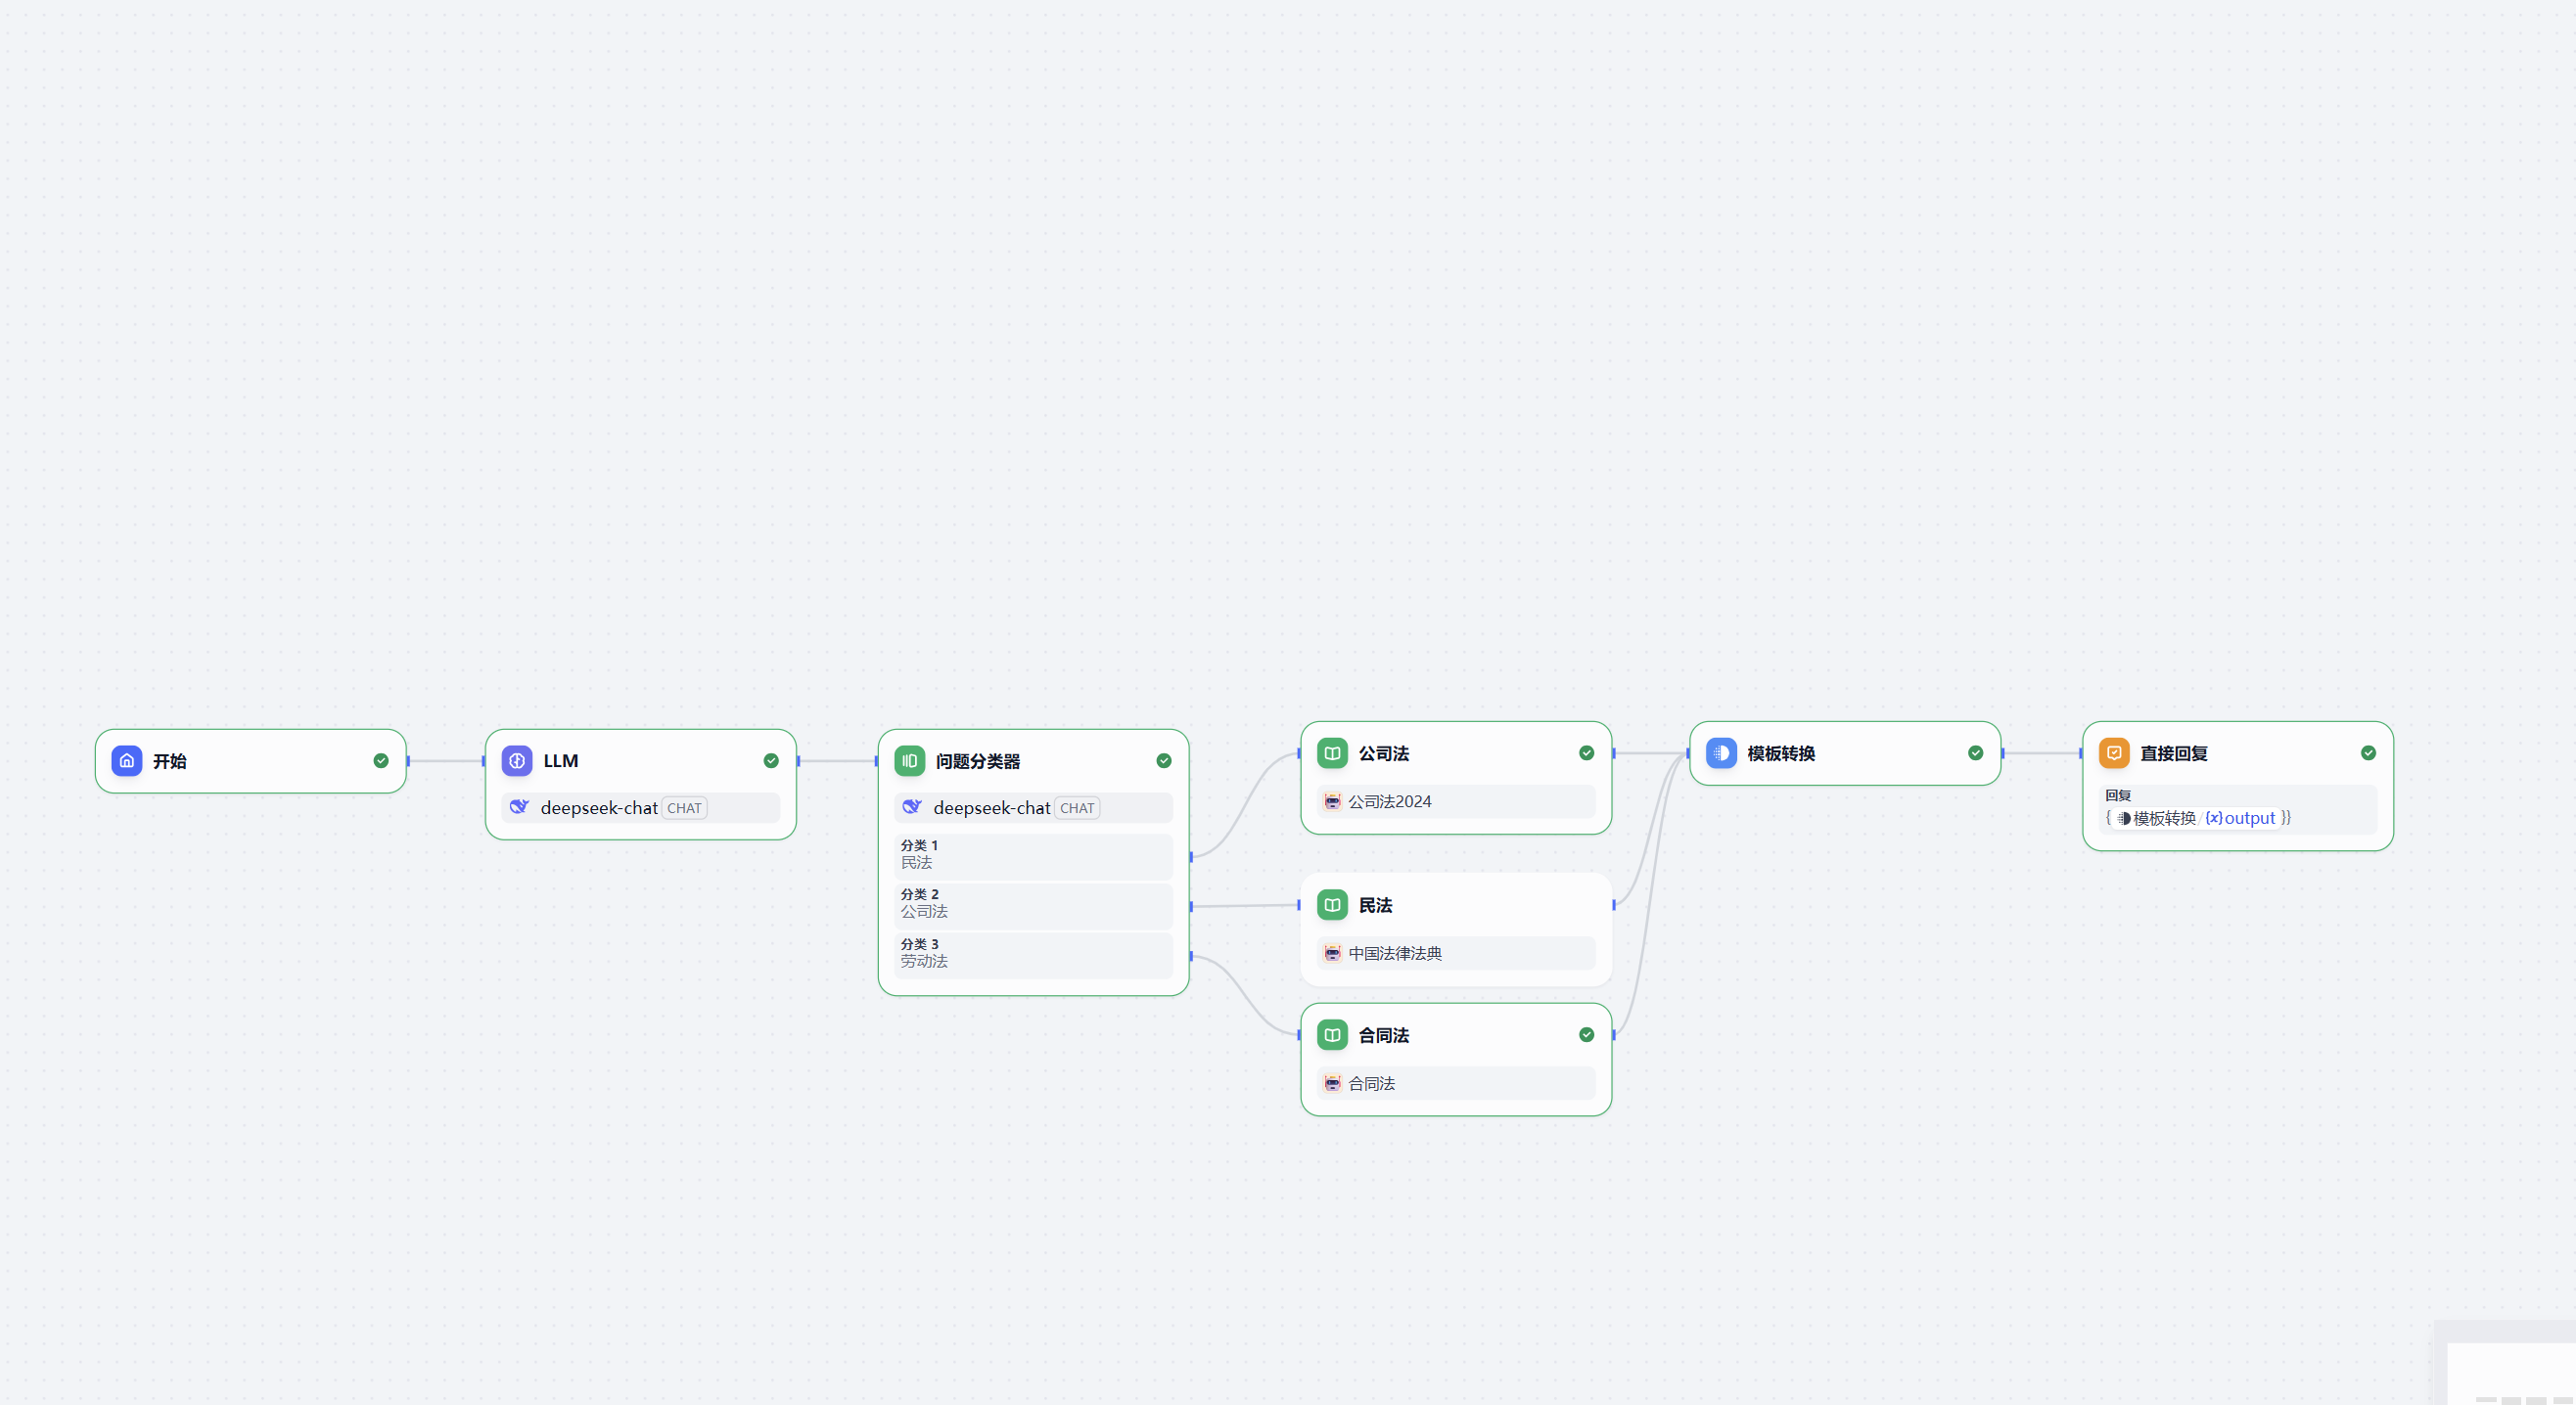 开始
LLM
deepseek-chat CHAT
问题分类器
deepseek-chat CHAT
分类 1
民法
分类 2
公司法
分类 3
劳动法
公司法
公司法2024
民法
中国法律法典
合同法
合同法
模板转换
直接回复
回复
{ 模板转换/{x}output }}